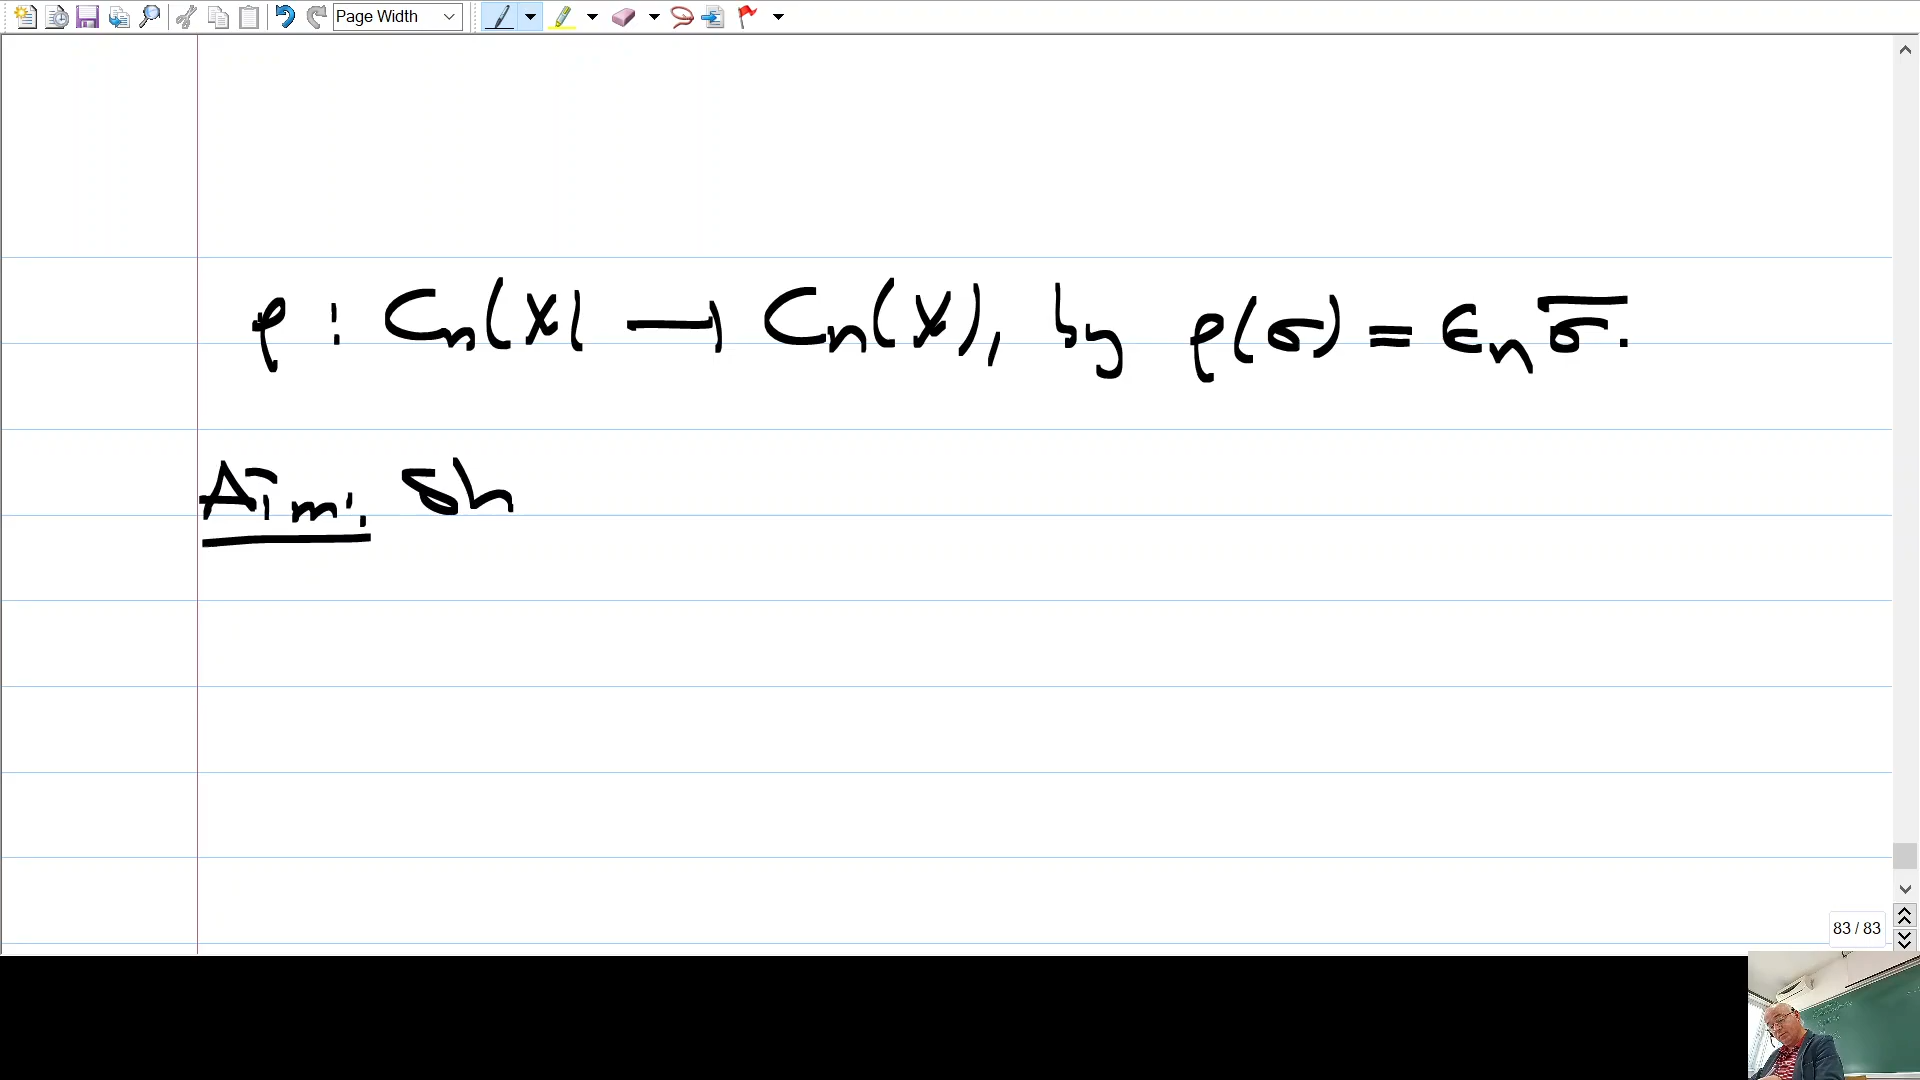 Page Width
ρ : Cn(X) → Cn(X), by ρ(σ) = ϵn σ̅.
Aim: Sh
83 / 83